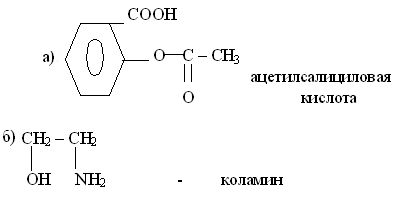 COOH
а) O — C – CH3
O
ацетилсалициловая
кислота
б) CH2 – CH2
OH NH2 - коламин